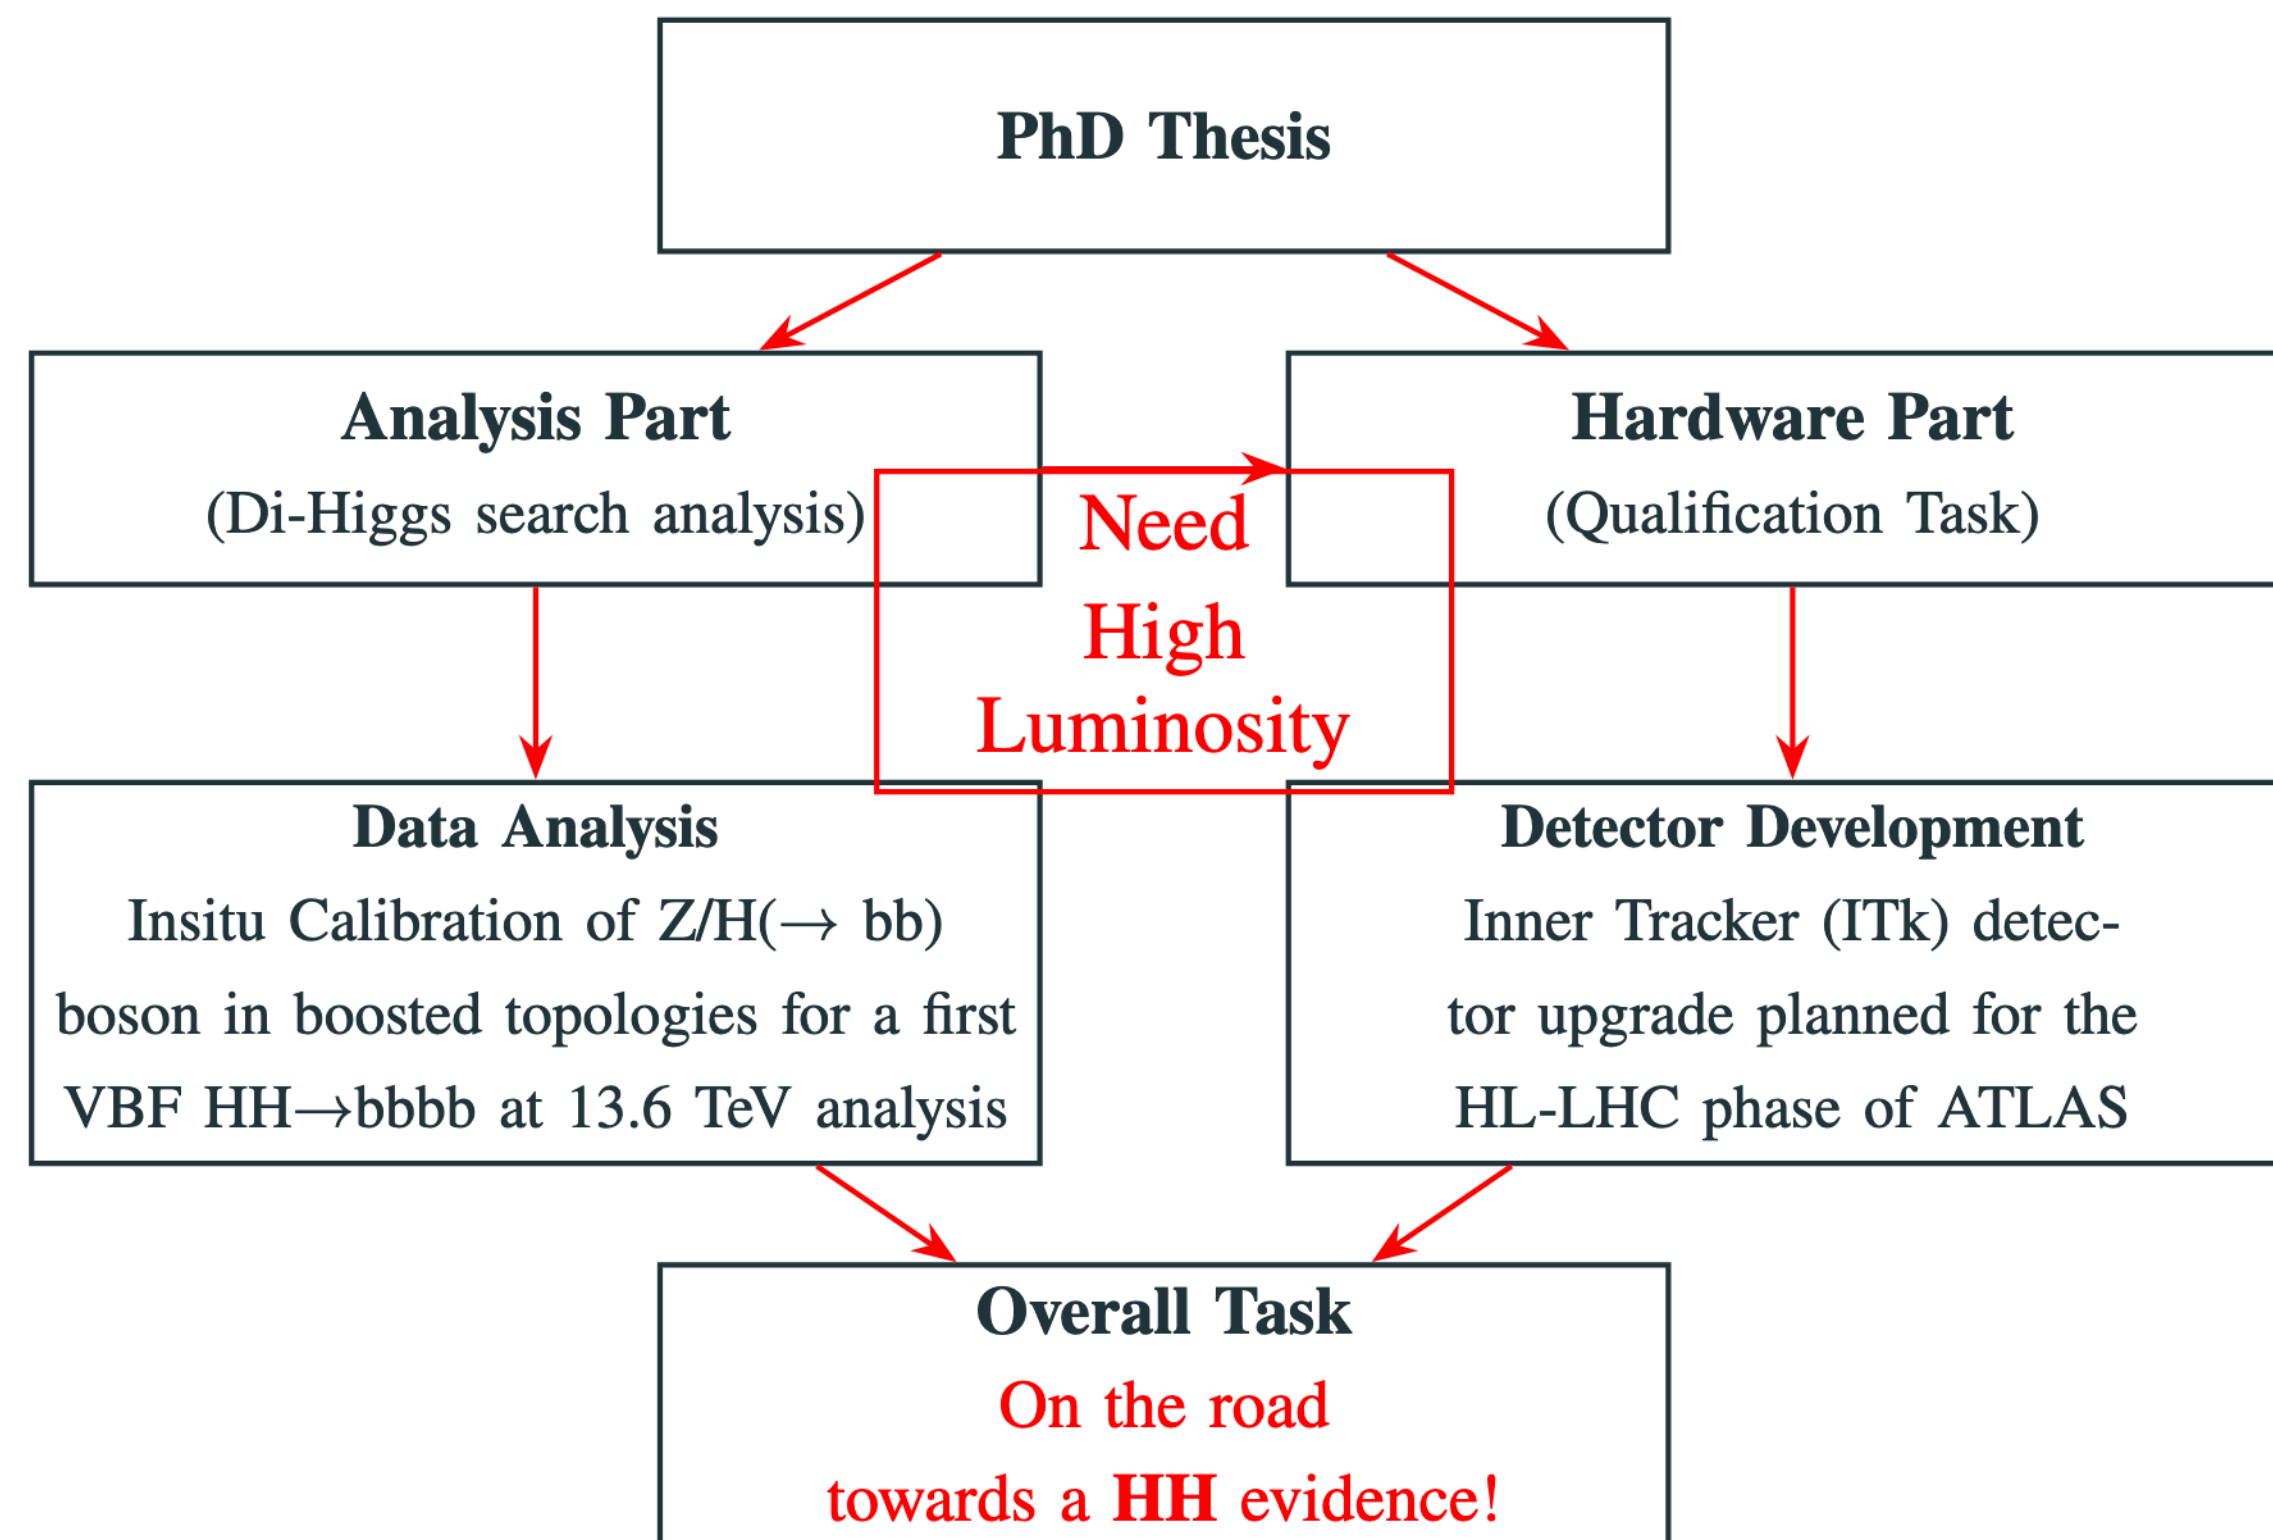 PhD Thesis
Analysis Part
(Di-Higgs search analysis)
Hardware Part
(Qualification Task)
Need
High
Luminosity
Data Analysis
Insitu Calibration of Z/H(→ bb)
boson in boosted topologies for a first
VBF HH→bbbb at 13.6 TeV analysis
Detector Development
Inner Tracker (ITk) detec-
tor upgrade planned for the
HL-LHC phase of ATLAS
Overall Task
On the road
towards a HH evidence!